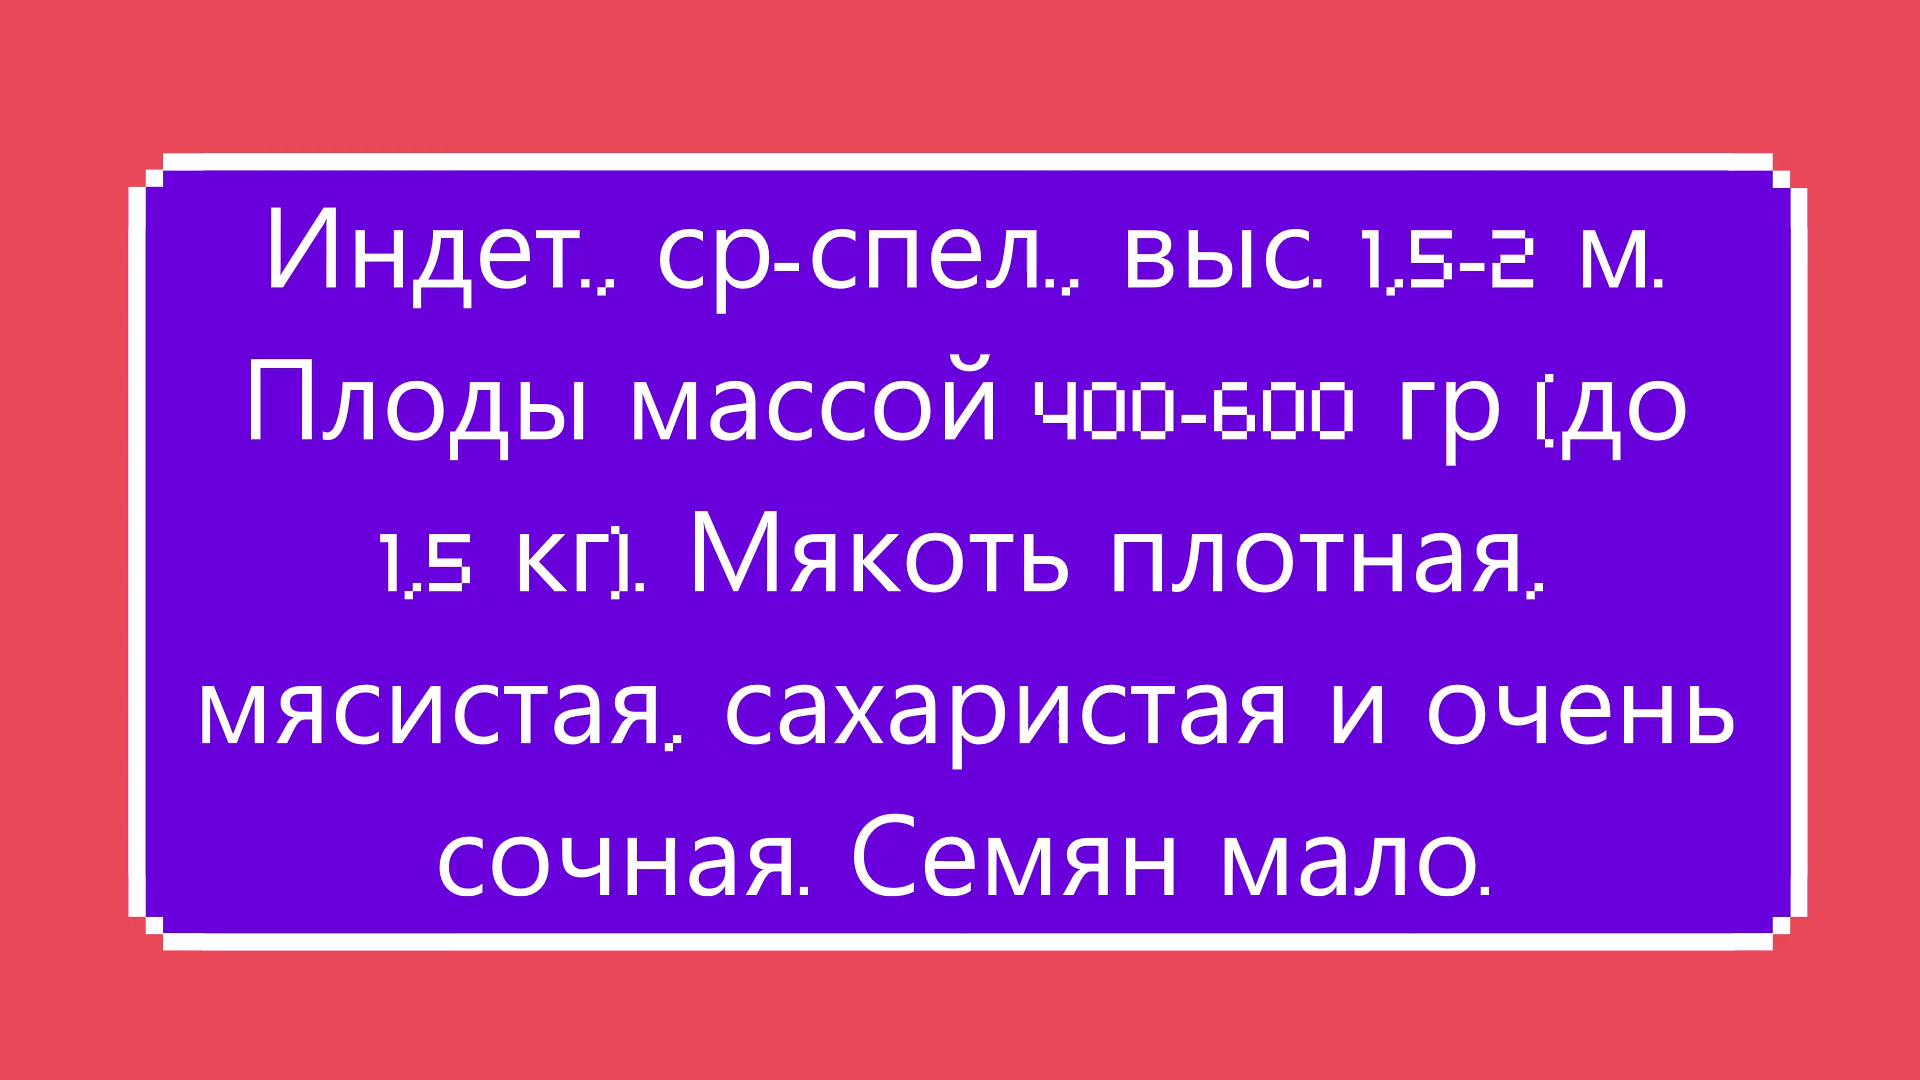 Индет., ср-спел., выс. 1,5-2 м.
Плоды массой 400-600 гр (до
1,5 кг). Мякоть плотная,
мясистая, сахаристая и очень
сочная. Семян мало.